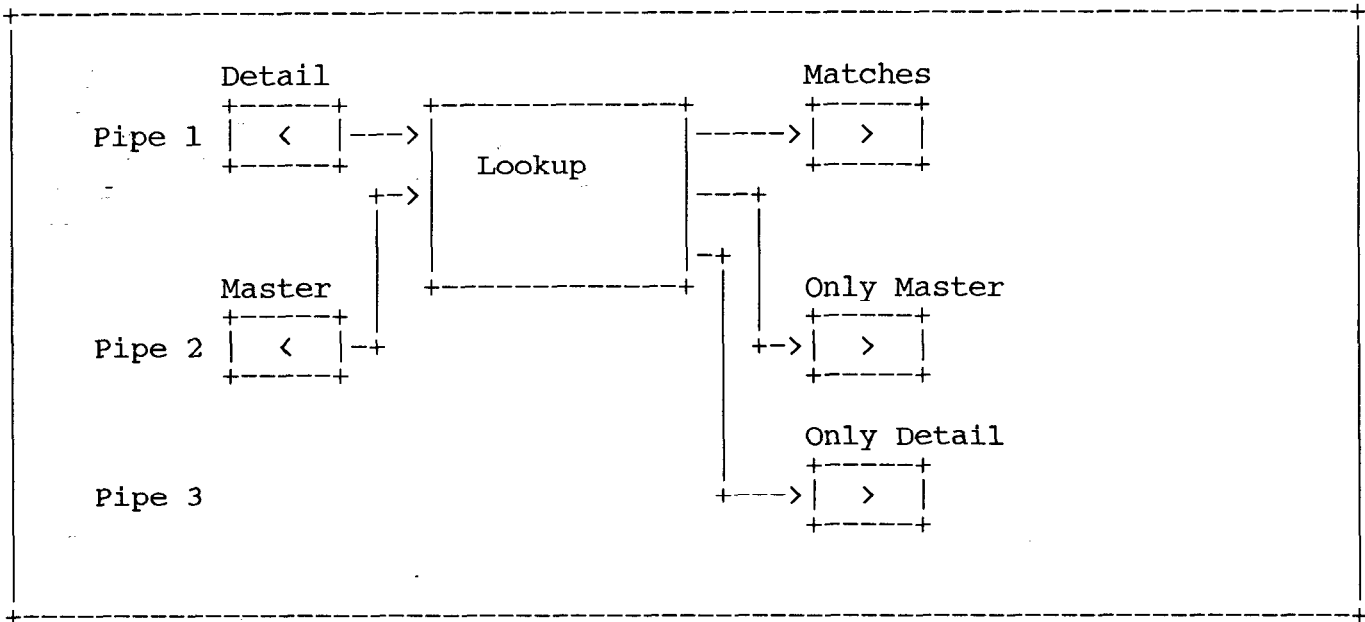 Detail Matches
Pipe 1 < >
Lookup
Master Only Master
Pipe 2 < >
Only Detail
Pipe 3 >